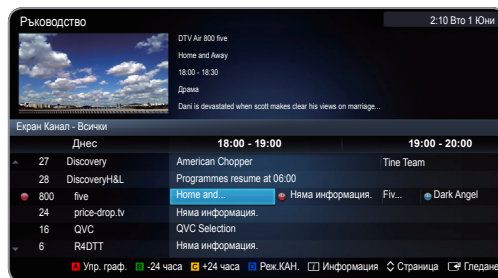 Ръководство 2:10 Вто 1 Юни
DTV Air 800 five
Home and Away
18:00 - 18:30
Драма
Dani is devastated when scott makes clear his views on marriage...
Екран Канал - Всички
Днес 18:00 - 19:00 19:00 - 20:00
27 Discovery American Chopper Tine Team
28 DiscoveryH&L Programmes resume at 06:00
800 five Home and... Няма информация. Fiv... Dark Angel
24 price-drop.tv Няма информация.
16 QVC QVC Selection
6 R4DTT Няма информация.
A Упр. граф. B -24 часа C +24 часа D Реж.КАН. i Информация Страница Гледане